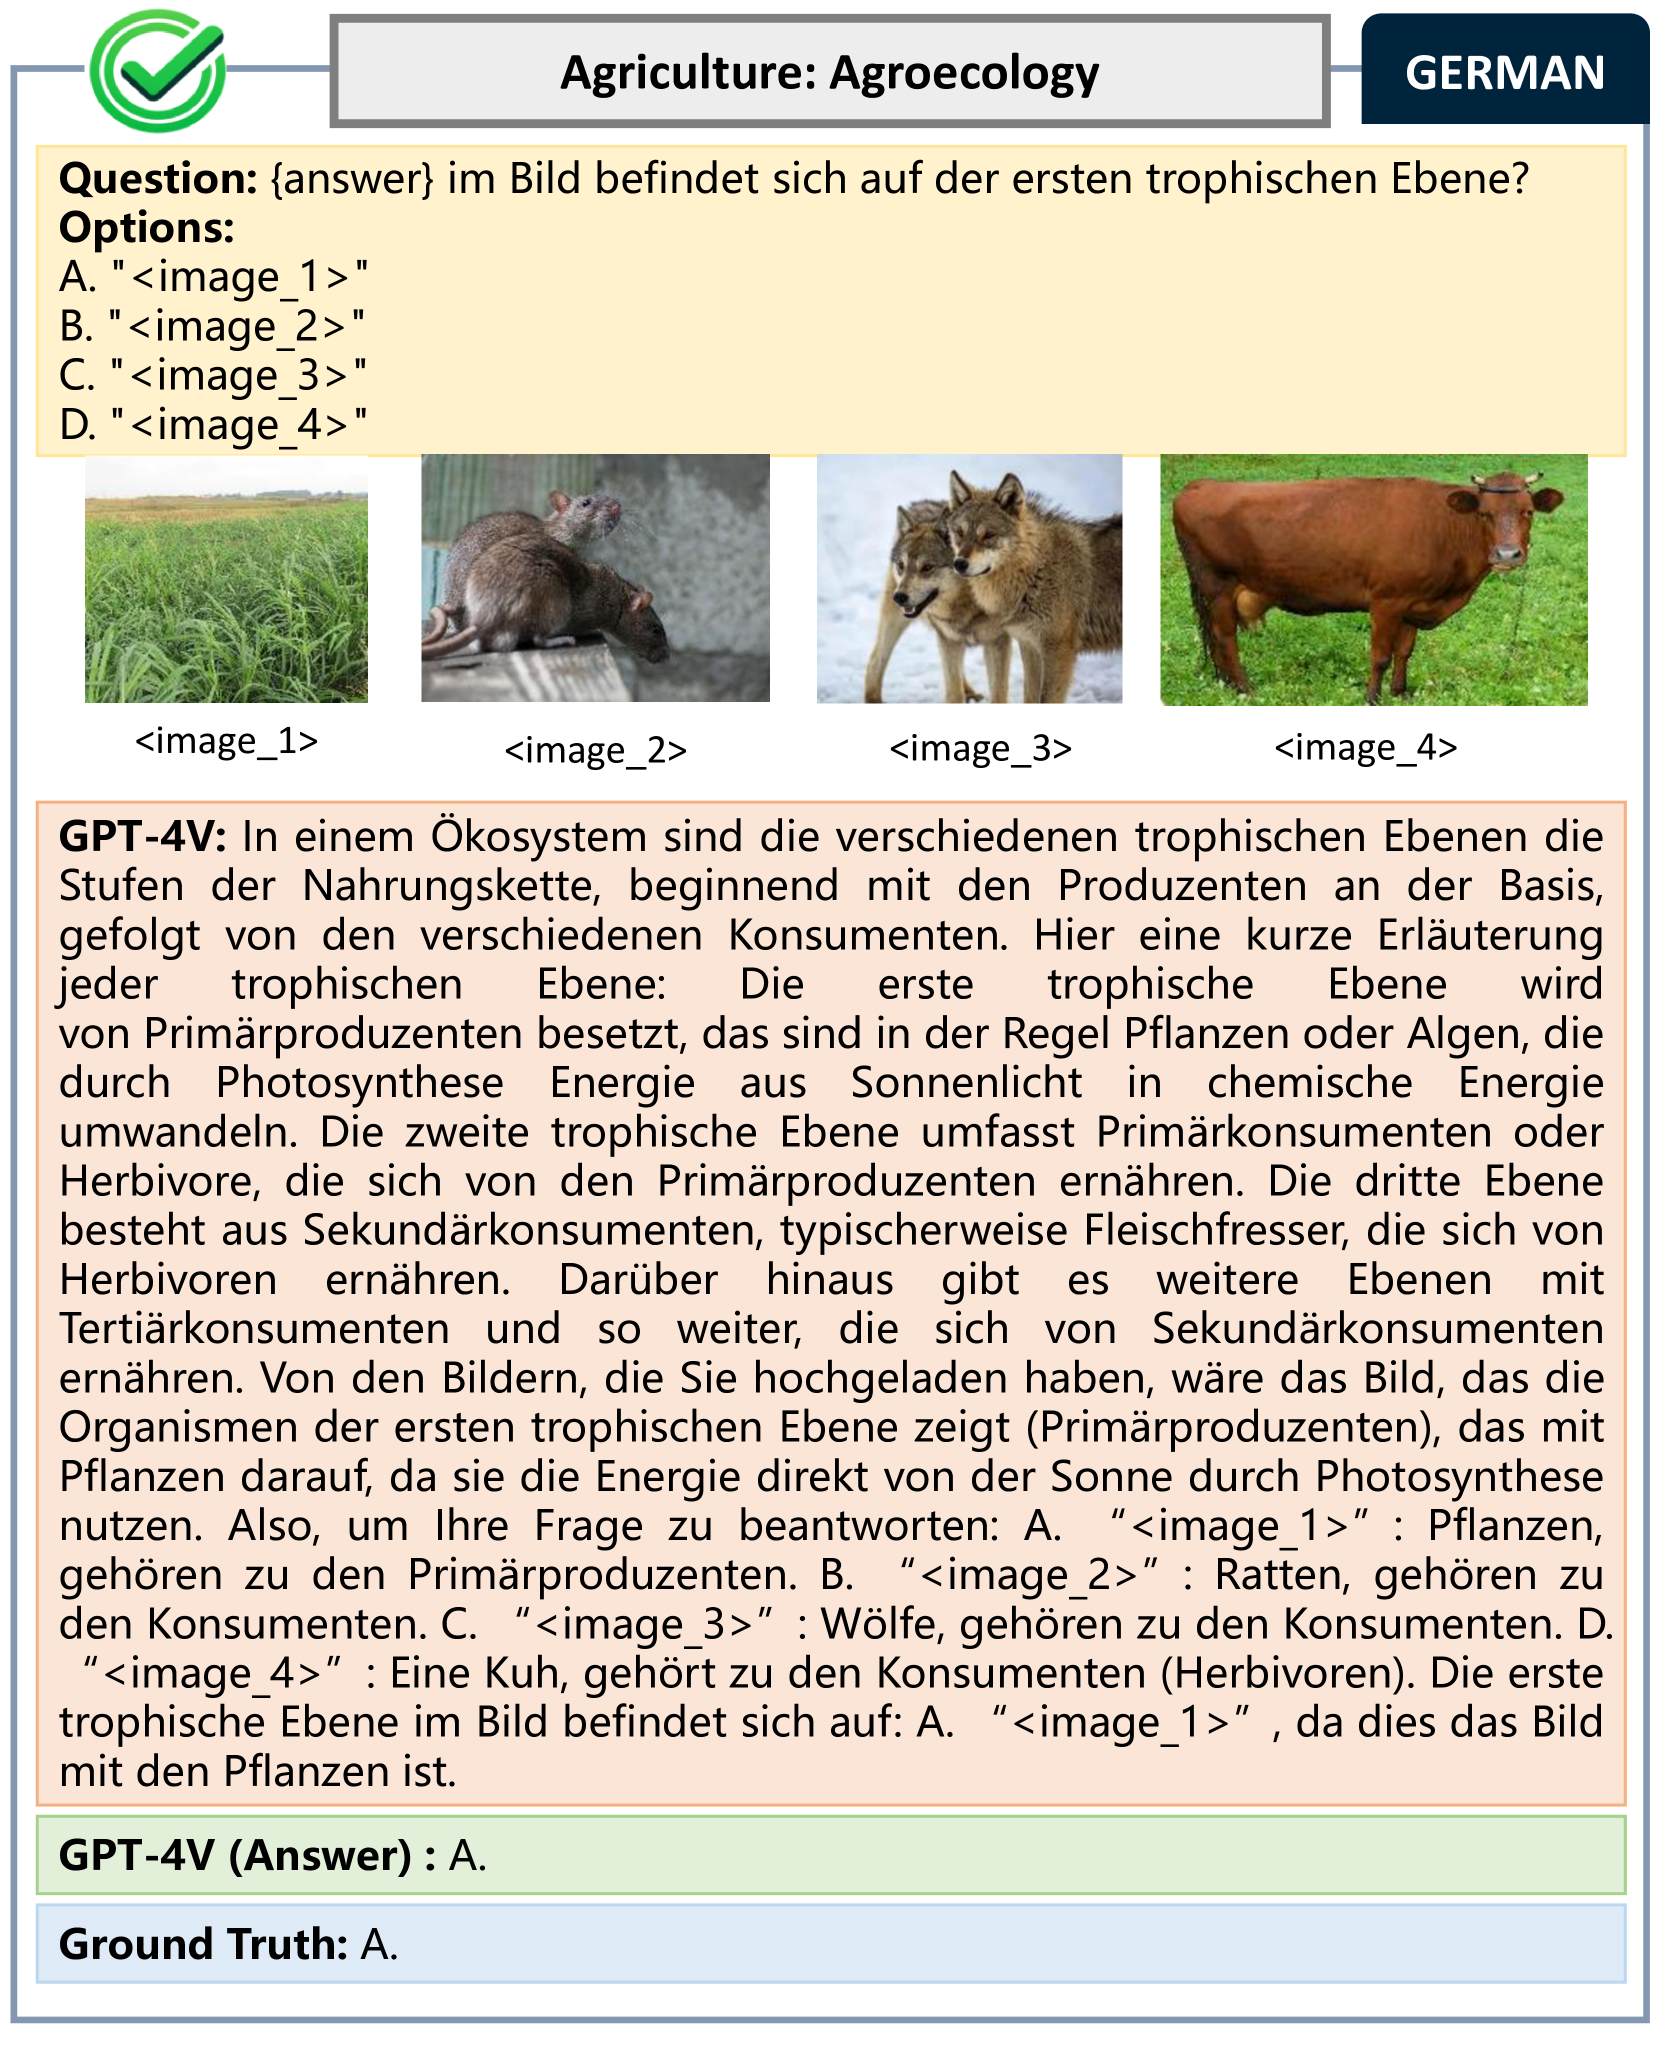 Agriculture: Agroecology
GERMAN
Question: {answer} im Bild befindet sich auf der ersten trophischen Ebene?
Options:
A. "<image_1>"
B. "<image_2>"
C. "<image_3>"
D. "<image_4>"
<image_1>
<image_2>
<image_3>
<image_4>
GPT-4V: In einem Ökosystem sind die verschiedenen trophischen Ebenen die
Stufen der Nahrungskette, beginnend mit den Produzenten an der Basis,
gefolgt von den verschiedenen Konsumenten. Hier eine kurze Erläuterung
jeder trophischen Ebene: Die erste trophische Ebene wird
von Primärproduzenten besetzt, das sind in der Regel Pflanzen oder Algen, die
durch Photosynthese Energie aus Sonnenlicht in chemische Energie
umwandeln. Die zweite trophische Ebene umfasst Primärkonsumenten oder
Herbivore, die sich von den Primärproduzenten ernähren. Die dritte Ebene
besteht aus Sekundärkonsumenten, typischerweise Fleischfresser, die sich von
Herbivoren ernähren. Darüber hinaus gibt es weitere Ebenen mit
Tertiärkonsumenten und so weiter, die sich von Sekundärkonsumenten
ernähren. Von den Bildern, die Sie hochgeladen haben, wäre das Bild, das die
Organismen der ersten trophischen Ebene zeigt (Primärproduzenten), das mit
Pflanzen darauf, da sie die Energie direkt von der Sonne durch Photosynthese
nutzen. Also, um Ihre Frage zu beantworten: A. “<image_1>” : Pflanzen,
gehören zu den Primärproduzenten. B. “<image_2>” : Ratten, gehören zu
den Konsumenten. C. “<image_3>” : Wölfe, gehören zu den Konsumenten. D.
“<image_4>” : Eine Kuh, gehört zu den Konsumenten (Herbivoren). Die erste
trophische Ebene im Bild befindet sich auf: A. “<image_1>” , da dies das Bild
mit den Pflanzen ist.
GPT-4V (Answer) : A.
Ground Truth: A.